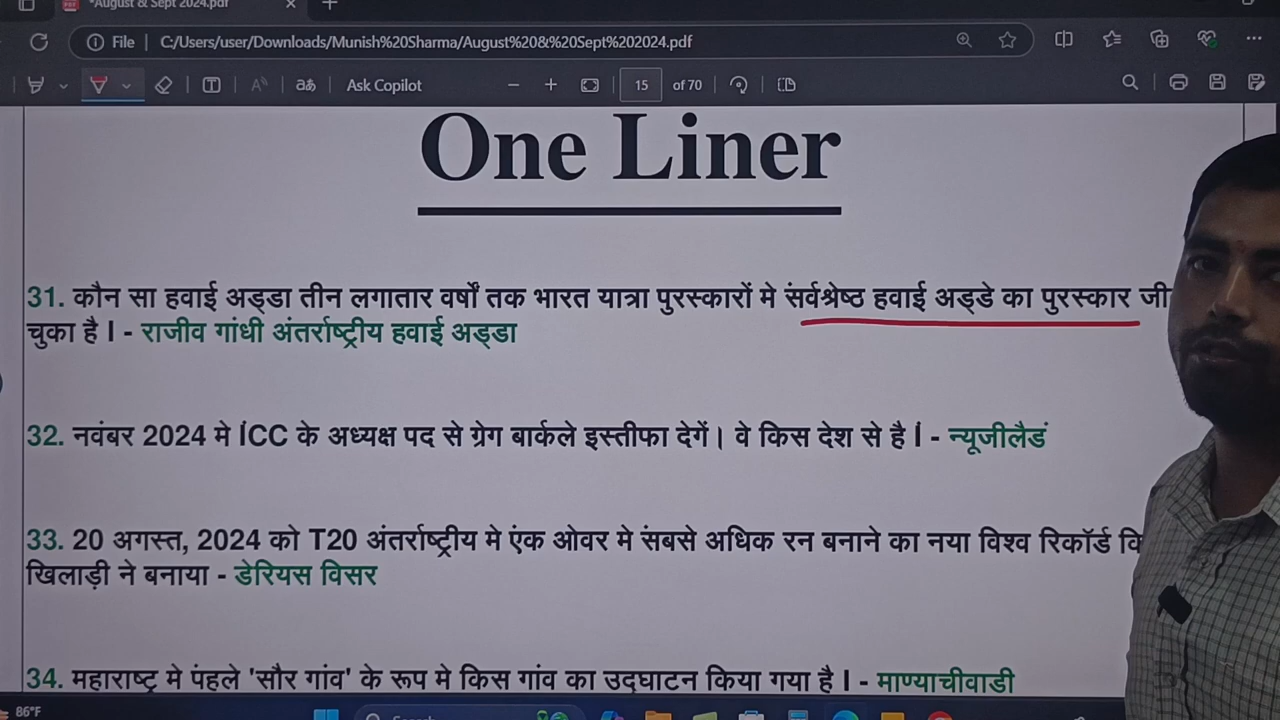 *August & Sept 2024.pdf
File C:/Users/user/Downloads/Munish%20Sharma/August%20&%20Sept%202024.pdf
Ask Copilot 15 of 70
One Liner
31. कौन सा हवाई अड्डा तीन लगातार वर्षों तक भारत यात्रा पुरस्कारों मे सर्वश्रेष्ठ हवाई अड्डे का पुरस्कार
चुका है I - राजीव गांधी अंतर्राष्ट्रीय हवाई अड्डा
32. नवंबर 2024 मे ICC के अध्यक्ष पद से ग्रेग बार्कले इस्तीफा देगें। वे किस देश से है I - न्यूजीलैडं
33. 20 अगस्त, 2024 को T20 अंतर्राष्ट्रीय मे एंक ओवर मे संबसे अधिक रन बनाने का नया विश्व रिकॉर्ड
खिलाड़ी ने बनाया - डेरियस विसर
34. महाराष्ट्र मे पंहले 'सौर गांव' के रूप मे किस गांव का उद्घाटन किया गया है I - माण्याचीवाडी
86°F Search